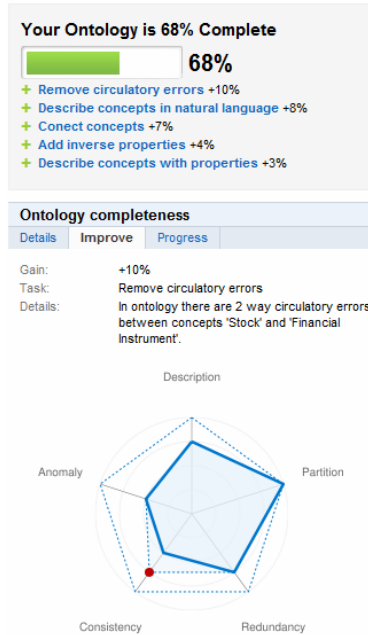 Your Ontology is 68% Complete
68%
+ Remove circulatory errors +10%
+ Describe concepts in natural language +8%
+ Conect concepts +7%
+ Add inverse properties +4%
+ Describe concepts with properties +3%
Ontology completeness
Details Improve Progress
Gain: +10%
Task: Remove circulatory errors
Details: In ontology there are 2 way circulatory errors
between concepts 'Stock' and 'Financial
Instrument'.
Description
Anomaly Partition
Consistency Redundancy